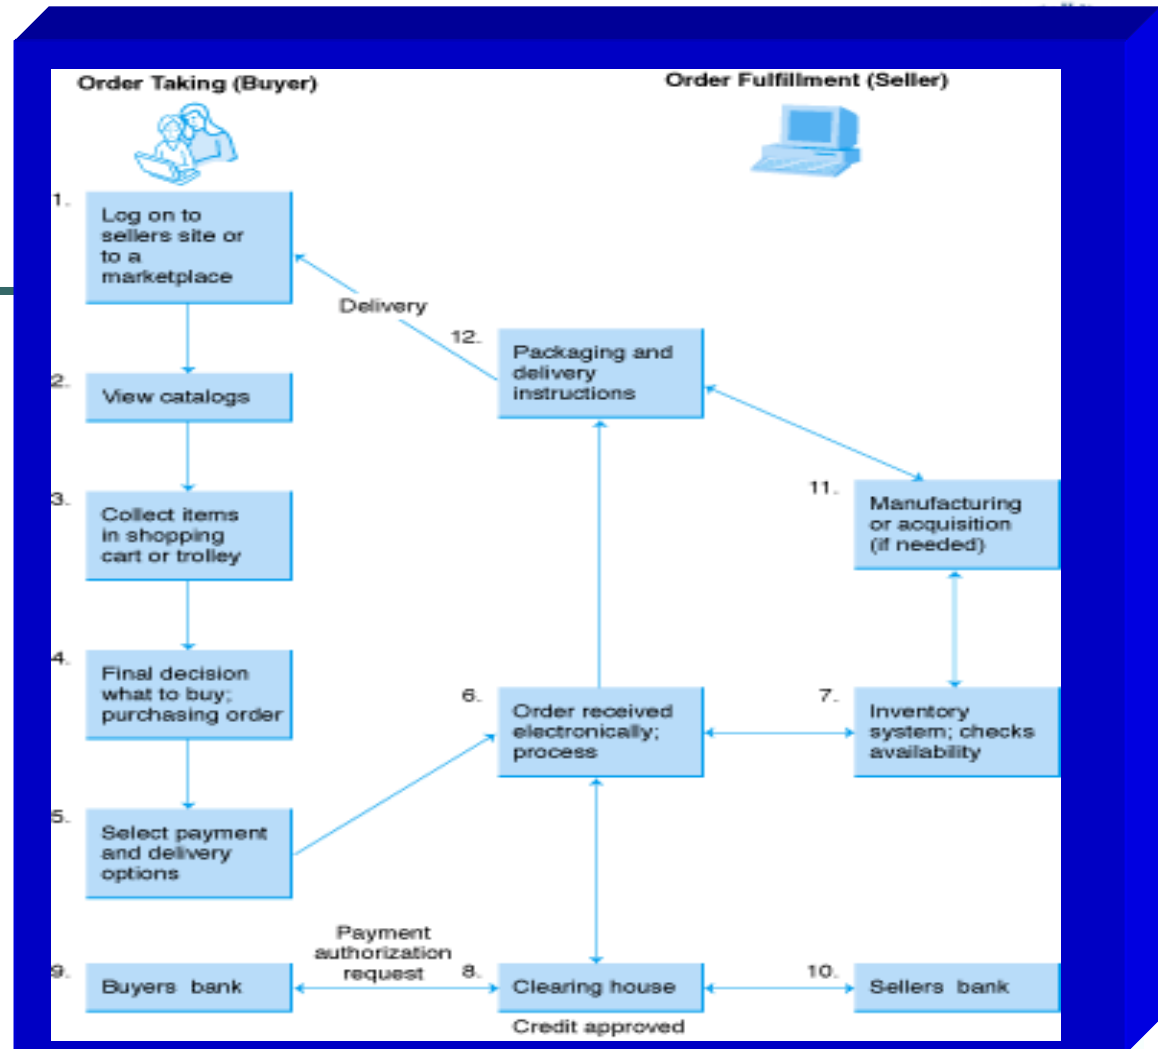 Order Taking (Buyer)
Order Fulfillment (Seller)
1.
Log on to
sellers site or
to a
marketplace
Delivery
12.
Packaging and
delivery
instructions
2.
View catalogs
3.
Collect items
in shopping
cart or trolley
11.
Manufacturing
or acquisition
(if needed)
4.
Final decision
what to buy;
purchasing order
6.
Order received
electronically;
process
7.
Inventory
system; checks
availability
5.
Select payment
and delivery
options
Payment
authorization
request
9.
Buyers bank
8.
Clearing house
Credit approved
10.
Sellers bank